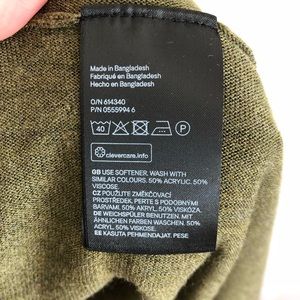 Made in Bangladesh
Fabriqué en Bangladesh
Hecho en Bangladesh
O/N 614340
P/N 0555994 6
40 P
clevercare.info
GB USE SOFTENER. WASH WITH
SIMILAR COLOURS. 50% ACRYLIC. 50%
VISCOSE.
CZ POUŽIJTE ZMĚKČOVACÍ
PROSTŘEDEK. PERTE S PODOBNÝMI
BARVAMI. 50% AKRYL. 50% VISKÓZA.
DE WEICHSPÜLER BENUTZEN. MIT
ÄHNLICHEN FARBEN WASCHEN. 50%
ACRYL. 50% VISKOSE.
EE KASUTA PEHMENDAJAT. PESE